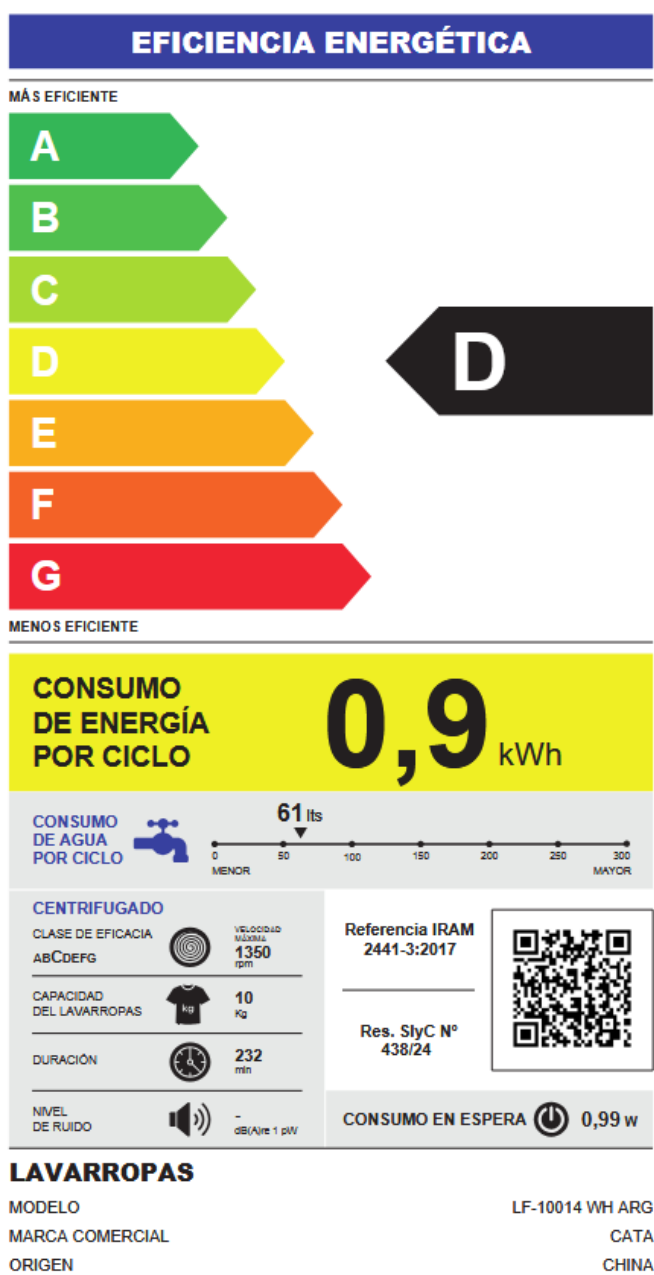 EFICIENCIA ENERGÉTICA
MÁS EFICIENTE
A
B
C
D
D
E
F
G
MENOS EFICIENTE
CONSUMO
DE ENERGÍA
POR CICLO
0,9 kWh
CONSUMO
DE AGUA
POR CICLO
61 lts
0 50 100 150 200 250 300
MENOR MAYOR
CENTRIFUGADO
CLASE DE EFICACIA
ABCDEFG
VELOCIDAD
MÁXIMA
1350
rpm
CAPACIDAD
DEL LAVARROPAS
kg
10
Kg
DURACIÓN
232
min
NIVEL
DE RUIDO
-
dB(A)re 1 pW
Referencia IRAM
2441-3:2017
Res. SIyC Nº
438/24
CONSUMO EN ESPERA 0,99 W
LAVARROPAS
MODELO LF-10014 WH ARG
MARCA COMERCIAL CATA
ORIGEN CHINA